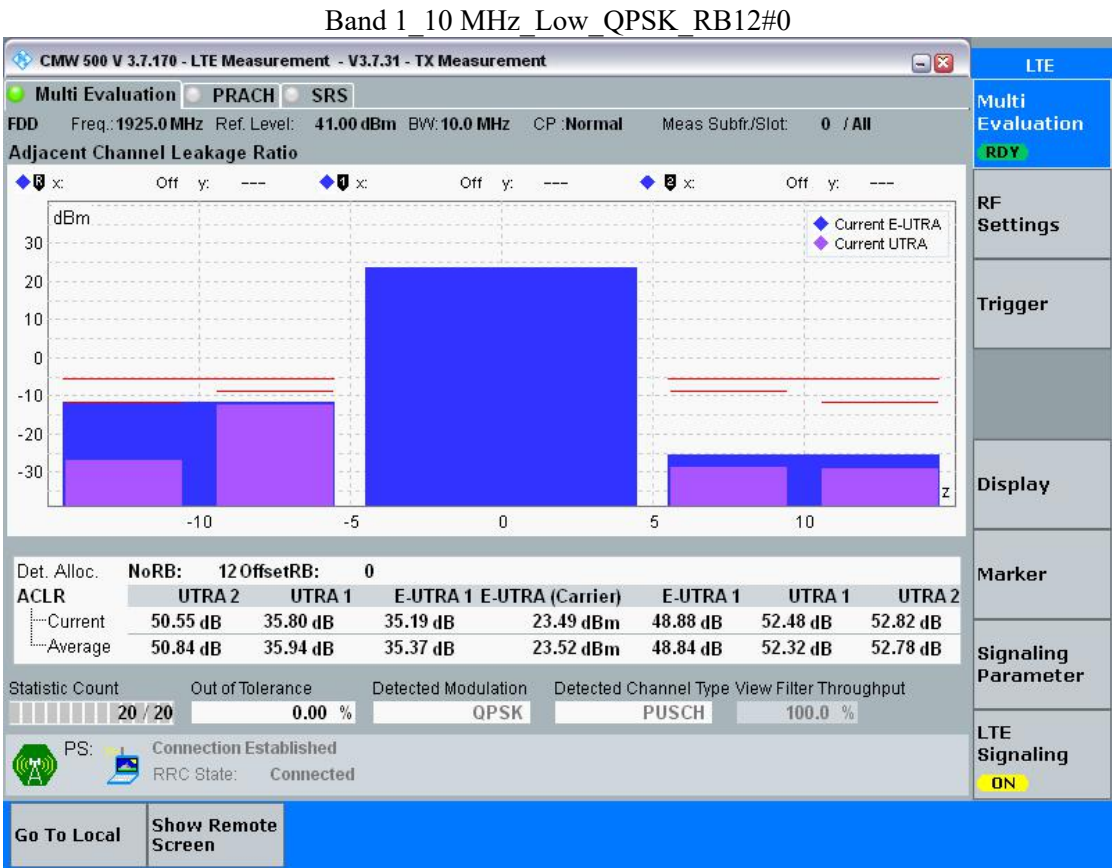 Band 1_10 MHz_Low_QPSK_RB12#0
CMW 500 V 3.7.170 - LTE Measurement - V3.7.31 - TX Measurement
LTE
Multi Evaluation PRACH SRS
Multi
Evaluation
RDY
FDD Freq.: 1925.0 MHz Ref. Level: 41.00 dBm BW: 10.0 MHz CP :Normal Meas Subfr./Slot: 0 / All
Adjacent Channel Leakage Ratio
R x: Off y: --- 1 x: Off y: --- 2 x: Off y: ---
dBm
Current E-UTRA
Current UTRA
30
20
10
0
-10
-20
-30
z
-10 -5 0 5 10
RF
Settings
Trigger
Display
Marker
Signaling
Parameter
LTE
Signaling
ON
Det. Alloc. NoRB: 12 OffsetRB: 0
ACLR UTRA 2 UTRA 1 E-UTRA 1 E-UTRA (Carrier) E-UTRA 1 UTRA 1 UTRA 2
Current 50.55 dB 35.80 dB 35.19 dB 23.49 dBm 48.88 dB 52.48 dB 52.82 dB
Average 50.84 dB 35.94 dB 35.37 dB 23.52 dBm 48.84 dB 52.32 dB 52.78 dB
Statistic Count Out of Tolerance Detected Modulation Detected Channel Type View Filter Throughput
20 / 20 0.00 % QPSK PUSCH 100.0 %
PS: Connection Established
RRC State: Connected
Go To Local
Show Remote
Screen